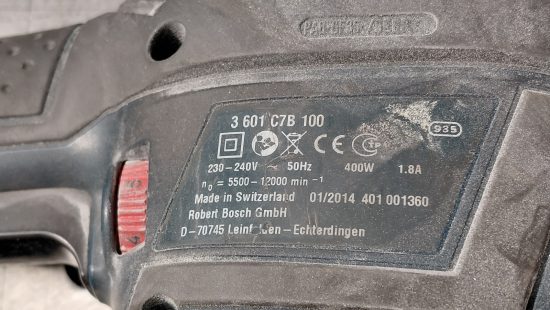 3 601 C7B 100
935
230-240V ~ 50Hz 400W 1.8A
n0 = 5500-12000 min⁻¹
Made in Switzerland 01/2014 401 001360
Robert Bosch GmbH
D-70745 Echterdingen